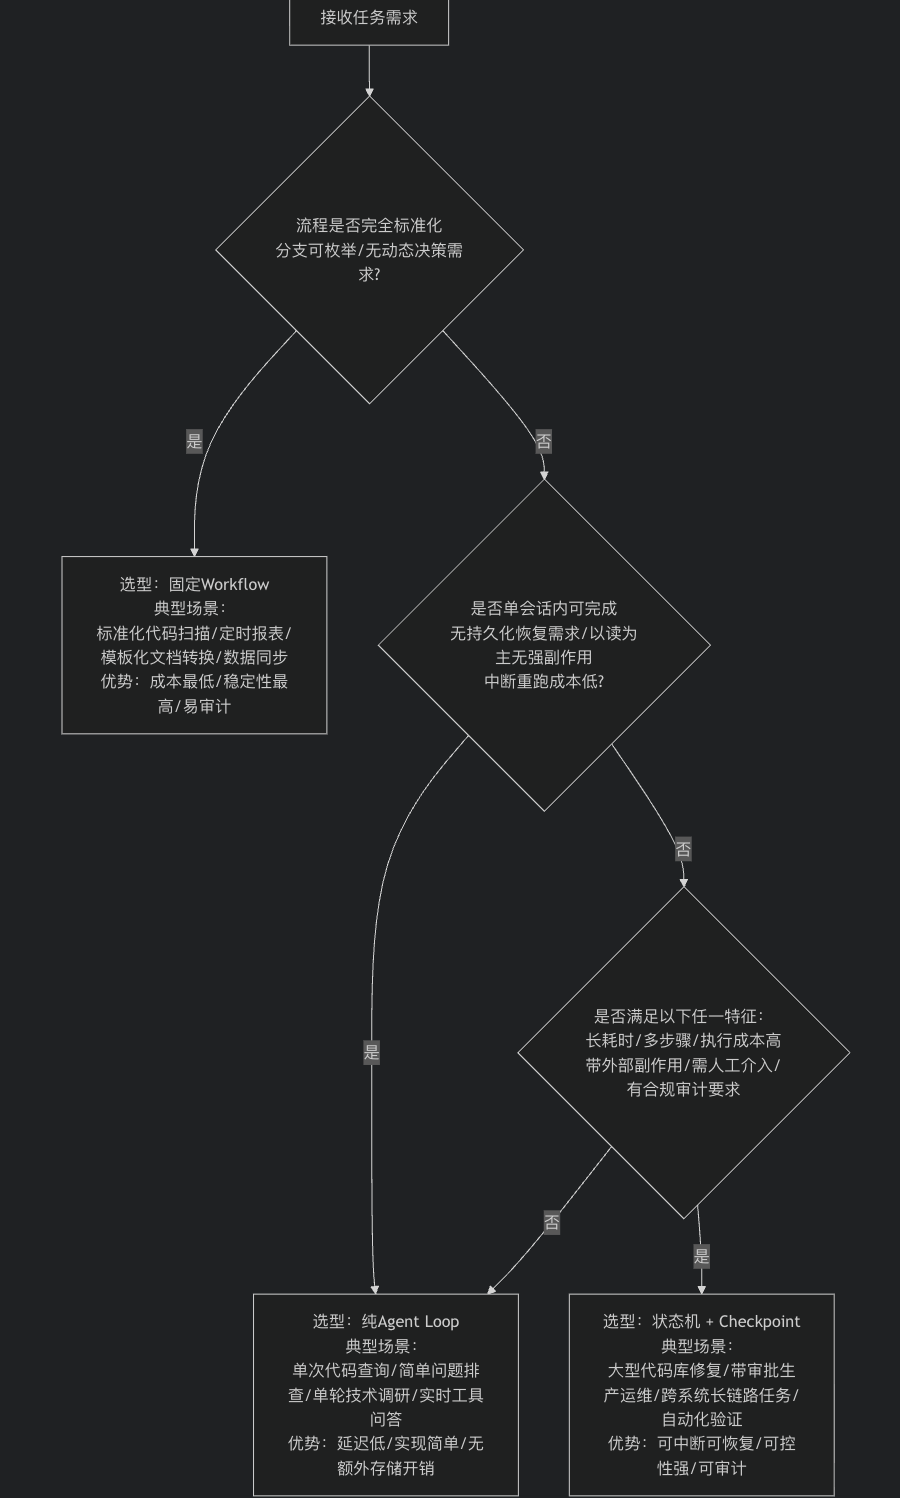 接收任务需求
流程是否完全标准化
分支可枚举/无动态决策需
求?
是
否
选型：固定Workflow
典型场景：
标准化代码扫描/定时报表/
模板化文档转换/数据同步
优势：成本最低/稳定性最
高/易审计
是否单会话内可完成
无持久化恢复需求/以读为
主无强副作用
中断重跑成本低?
否
是否满足以下任一特征：
长耗时/多步骤/执行成本高
带外部副作用/需人工介入/
有合规审计要求
是
否
是
选型：纯Agent Loop
典型场景：
单次代码查询/简单问题排
查/单轮技术调研/实时工具
问答
优势：延迟低/实现简单/无
额外存储开销
选型：状态机 + Checkpoint
典型场景：
大型代码库修复/带审批生
产运维/跨系统长链路任务/
自动化验证
优势：可中断可恢复/可控
性强/可审计